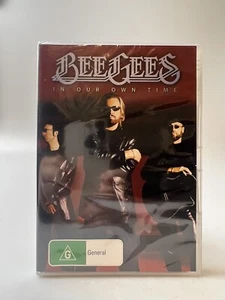 BEE GEES
IN OUR OWN TIME
G
General